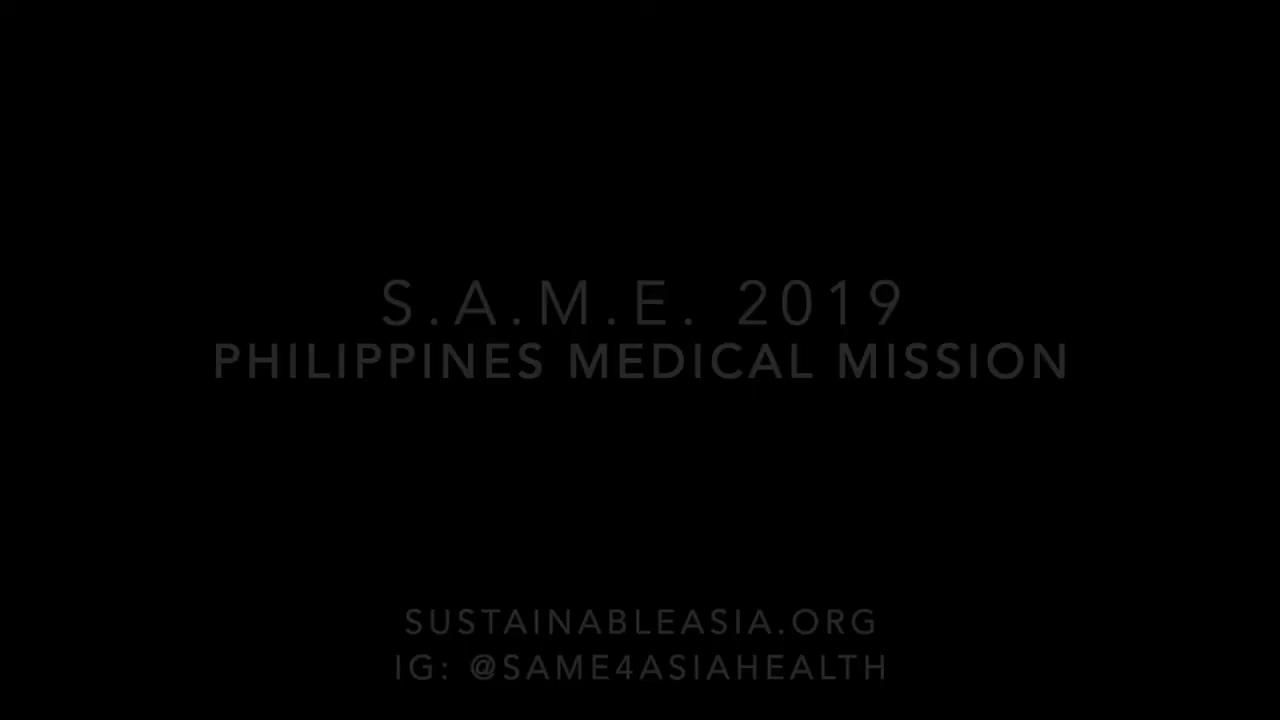 S.A.M.E. 2019
PHILIPPINES MEDICAL MISSION
SUSTAINABLEASIA.ORG
IG: @SAME4ASIAHEALTH